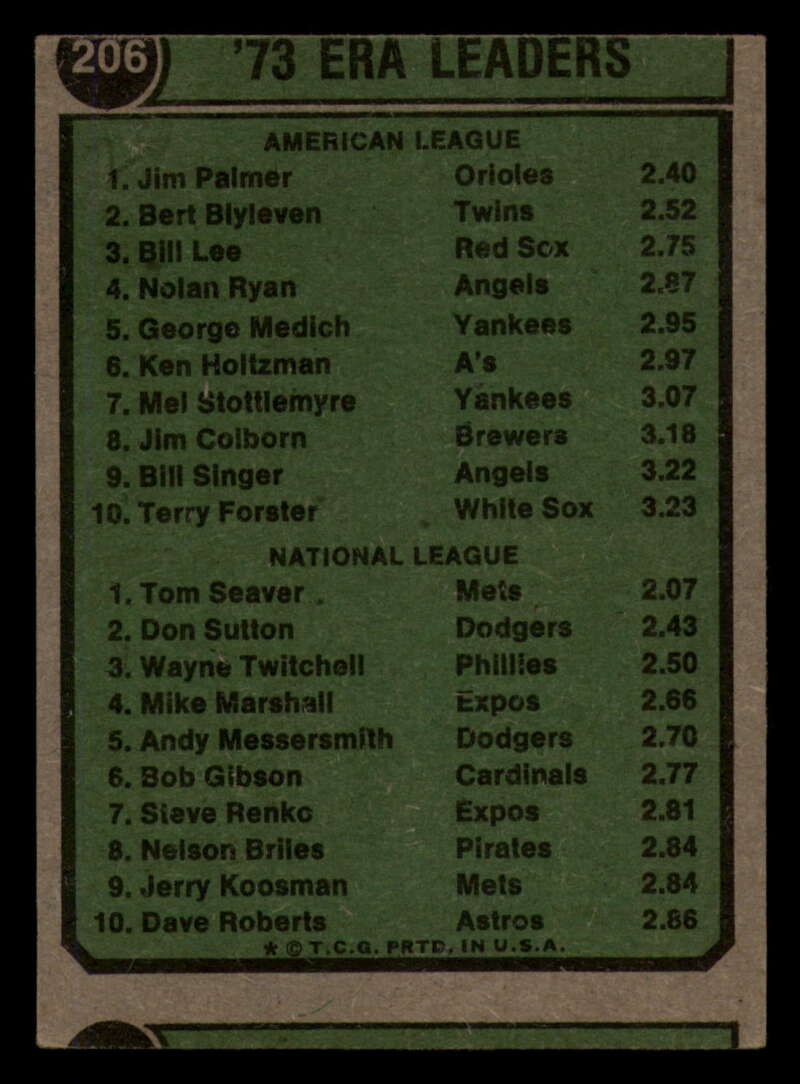 206 '73 ERA LEADERS
AMERICAN LEAGUE
1. Jim Palmer Orioles 2.40
2. Bert Blyleven Twins 2.52
3. Bill Lee Red Sox 2.75
4. Nolan Ryan Angels 2.87
5. George Medich Yankees 2.95
6. Ken Holtzman A's 2.97
7. Mel Stottlemyre Yankees 3.07
8. Jim Colborn Brewers 3.18
9. Bill Singer Angels 3.22
10. Terry Forster White Sox 3.23
NATIONAL LEAGUE
1. Tom Seaver Mets 2.07
2. Don Sutton Dodgers 2.43
3. Wayne Twitchell Phillies 2.50
4. Mike Marshall Expos 2.66
5. Andy Messersmith Dodgers 2.70
6. Bob Gibson Cardinals 2.77
7. Steve Renko Expos 2.81
8. Nelson Briles Pirates 2.84
9. Jerry Koosman Mets 2.84
10. Dave Roberts Astros 2.86
* © T.C.G. PRTD. IN U.S.A.